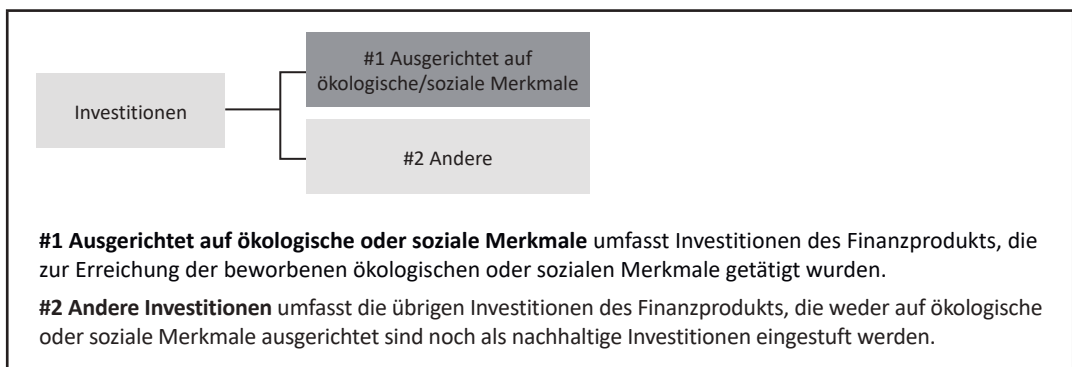 #1 Ausgerichtet auf
ökologische/soziale Merkmale
Investitionen
#2 Andere
#1 Ausgerichtet auf ökologische oder soziale Merkmale umfasst Investitionen des Finanzprodukts, die
zur Erreichung der beworbenen ökologischen oder sozialen Merkmale getätigt wurden.
#2 Andere Investitionen umfasst die übrigen Investitionen des Finanzprodukts, die weder auf ökologische
oder soziale Merkmale ausgerichtet sind noch als nachhaltige Investitionen eingestuft werden.